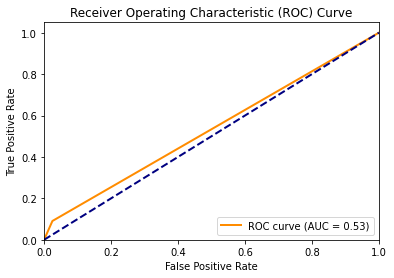 Receiver Operating Characteristic (ROC) Curve
1.0
0.8
0.6
0.4
0.2
0.0
True Positive Rate
ROC curve (AUC = 0.53)
0.0 0.2 0.4 0.6 0.8 1.0
False Positive Rate